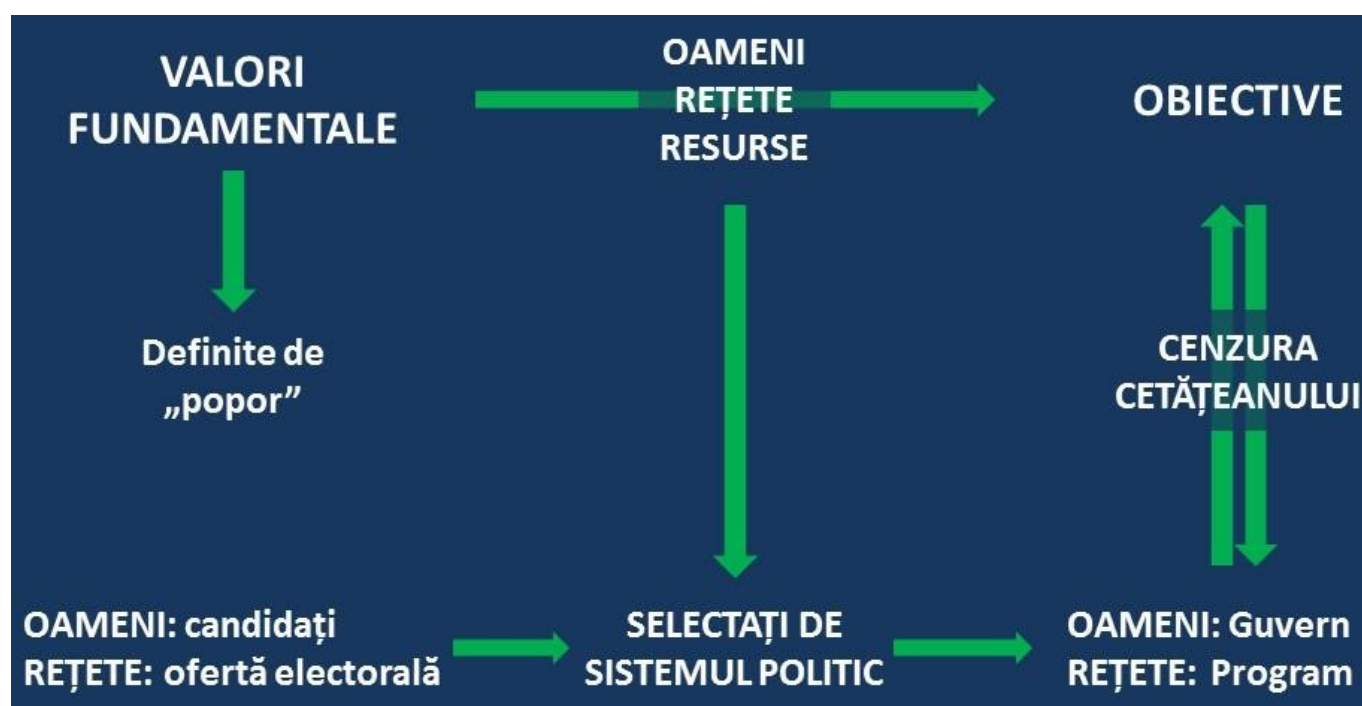 VALORI
FUNDAMENTALE
OAMENI
REȚETE
RESURSE
OBIECTIVE
Definite de
„popor”
CENZURA
CETĂȚEANULUI
OAMENI: candidați
REȚETE: ofertă electorală
SELECTAȚI DE
SISTEMUL POLITIC
OAMENI: Guvern
REȚETE: Program